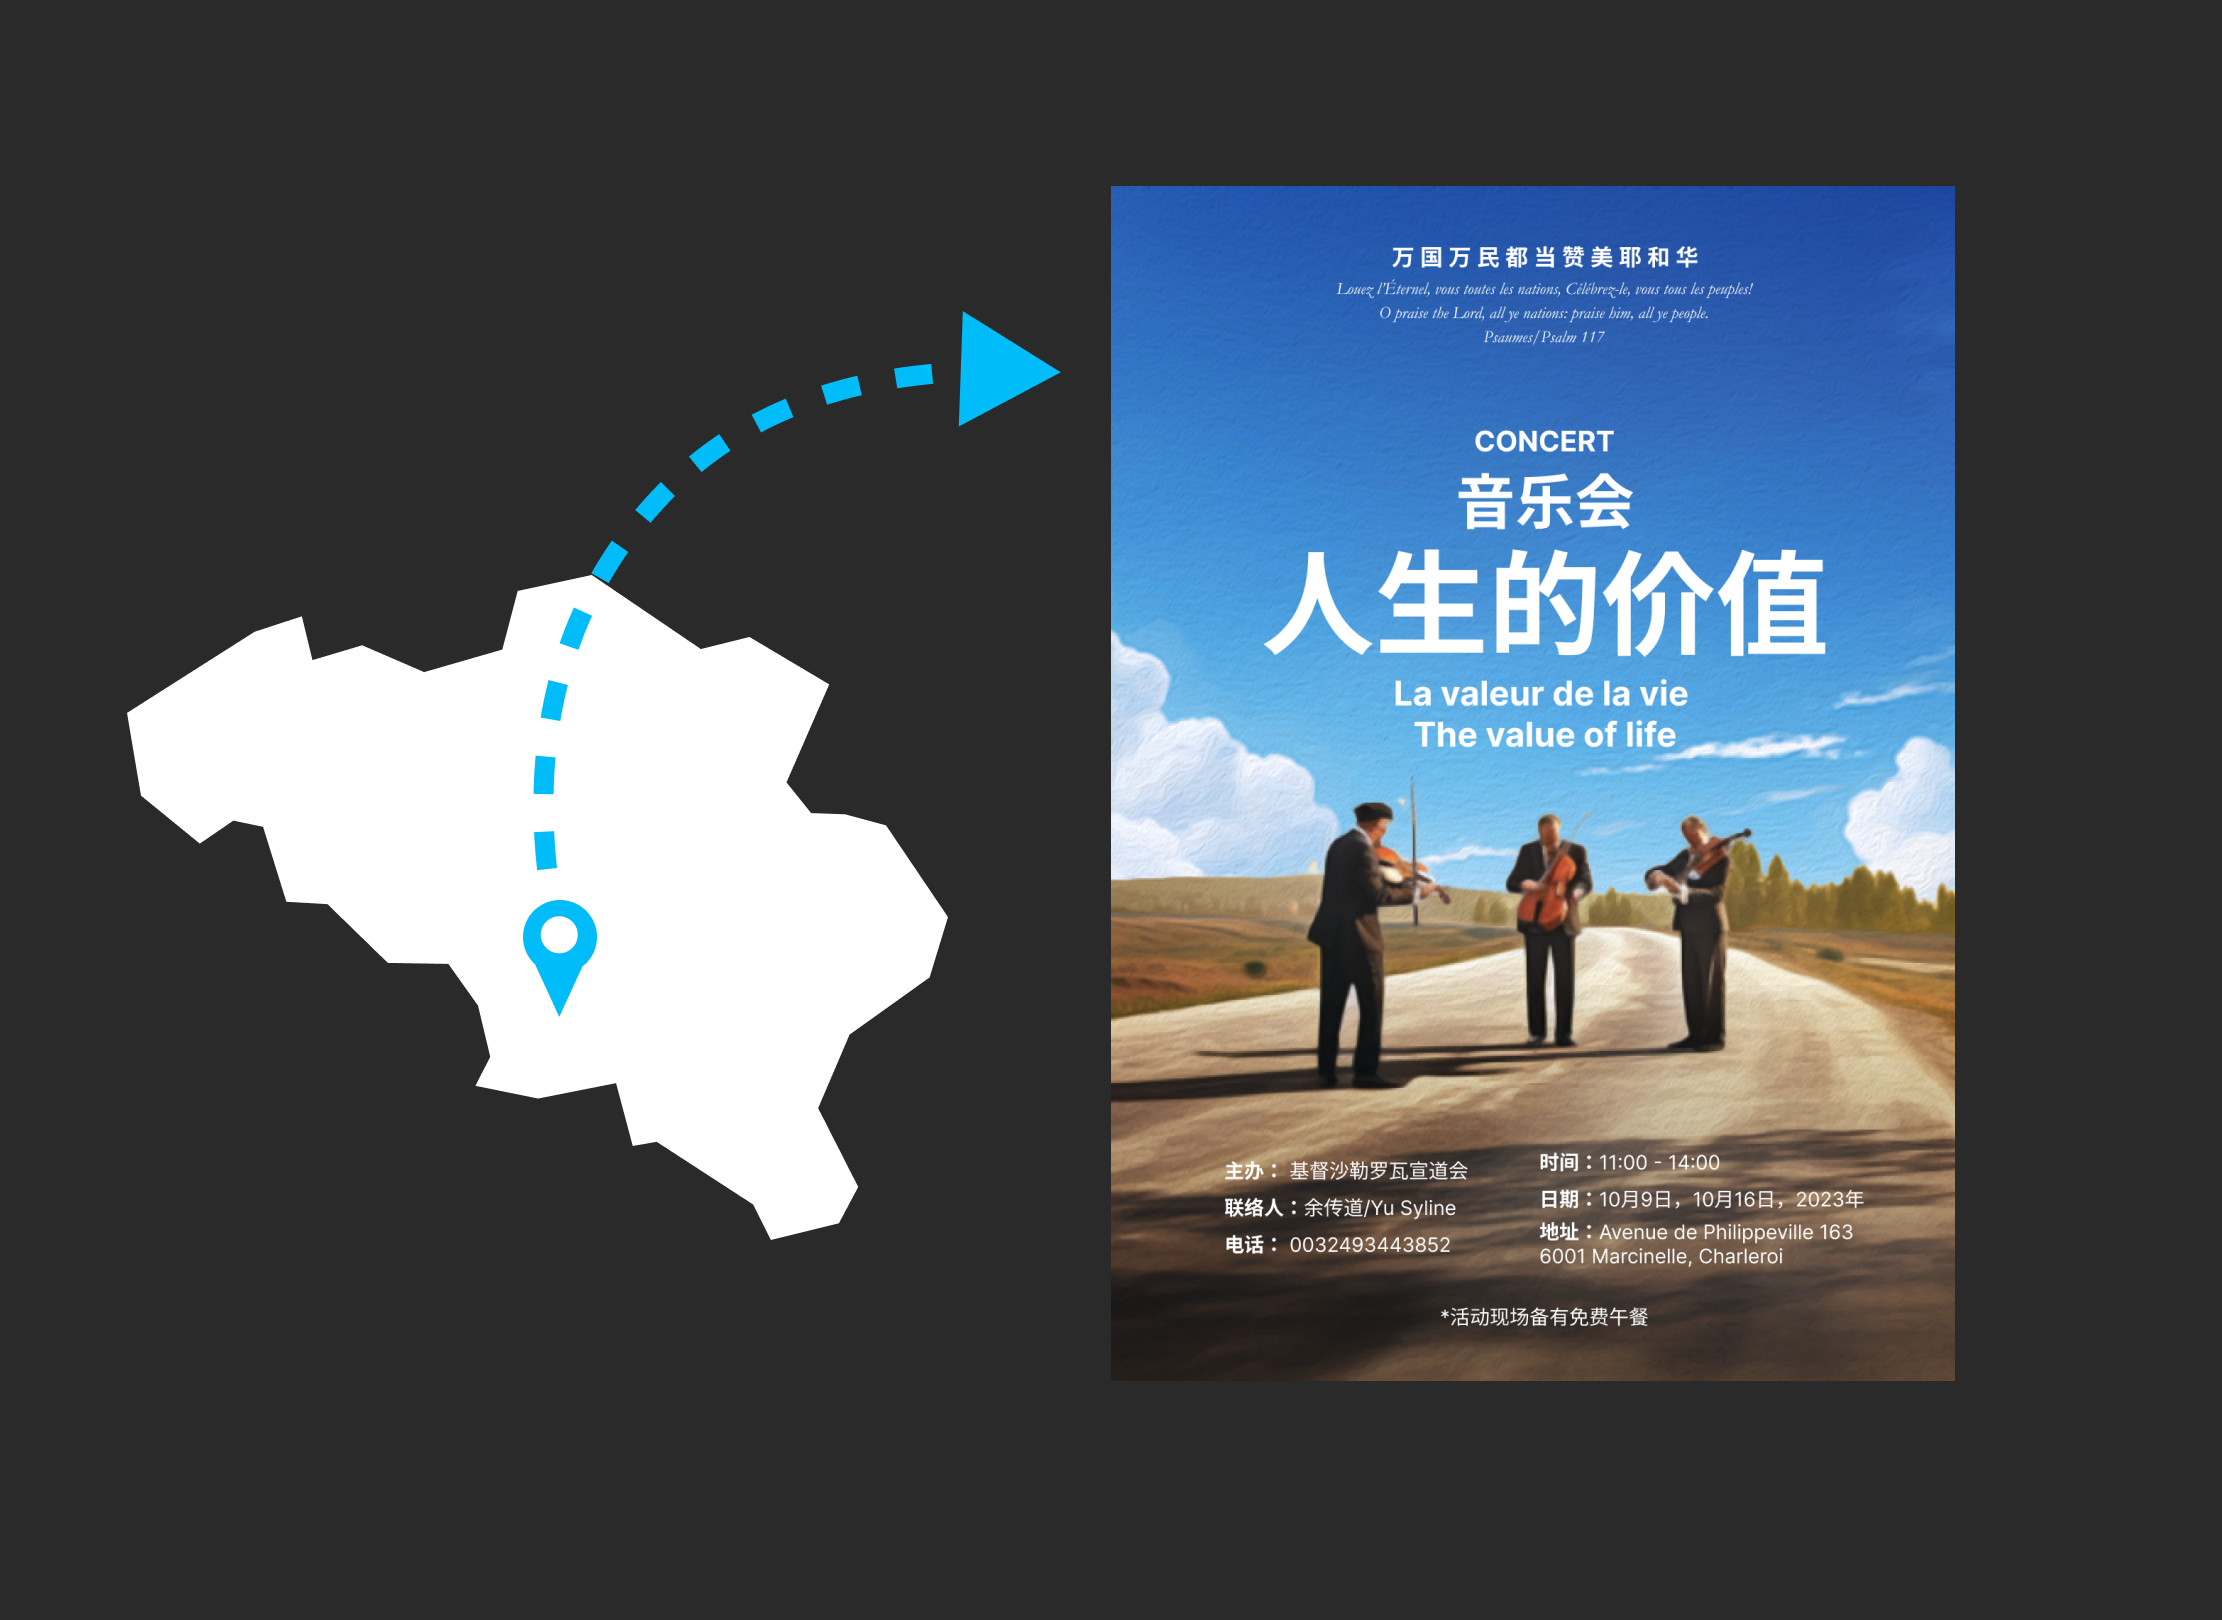 万国万民都当赞美耶和华
Louez l'Éternel, vous toutes les nations, Célébrez-le, vous tous les peuples!
O praise the Lord, all ye nations: praise him, all ye people.
Psaumes/Psalm 117
CONCERT
音乐会
人生的价值
La valeur de la vie
The value of life
主办： 基督沙勒罗瓦宣道会
联络人：余传道/Yu Syline
电话： 0032493443852
时间：11:00 - 14:00
日期：10月9日，10月16日，2023年
地址：Avenue de Philippeville 163
6001 Marcinelle, Charleroi
*活动现场备有免费午餐